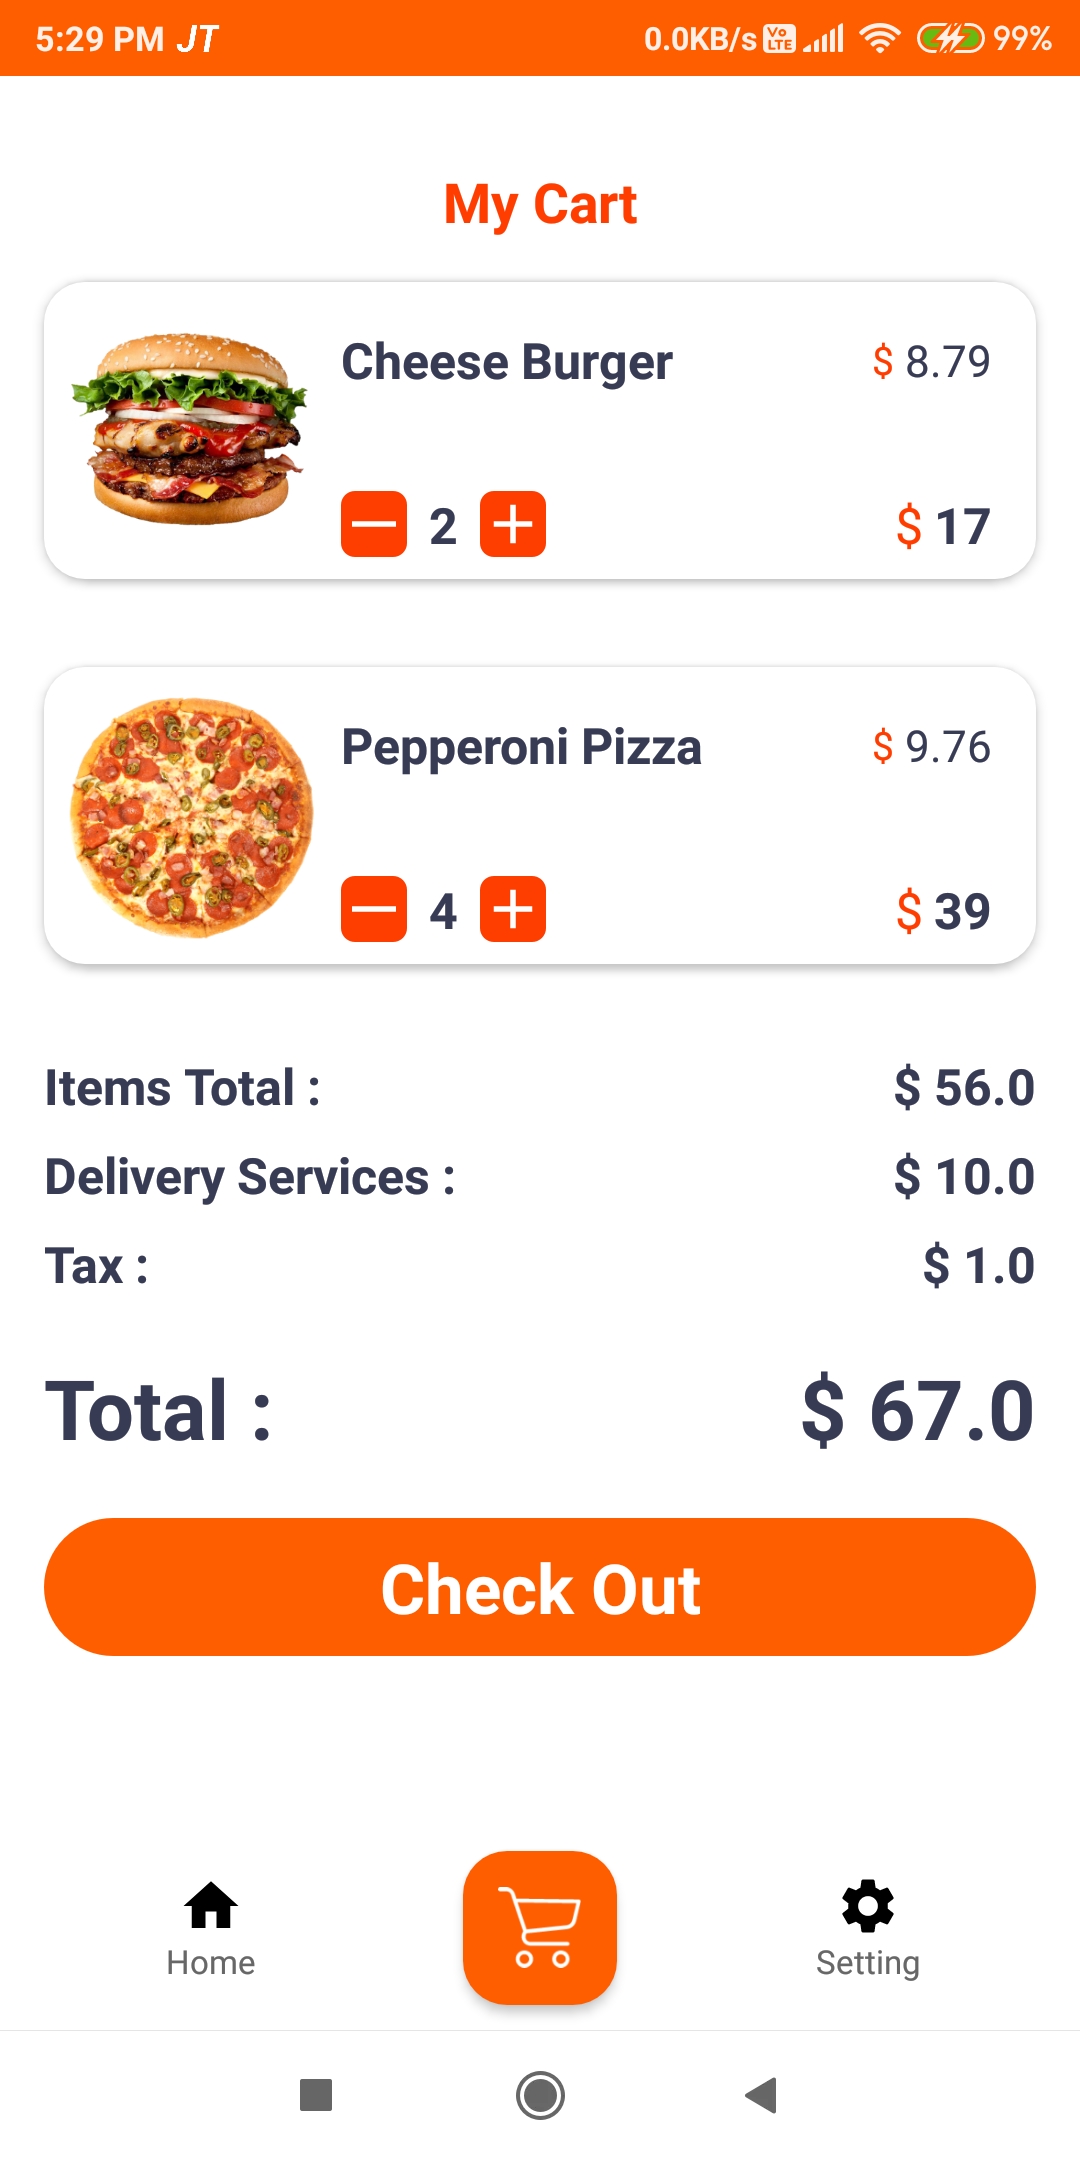 5:29 PM JT 0.0KB/s Vo LTE 99%
My Cart
Cheese Burger $ 8.79
2 $ 17
Pepperoni Pizza $ 9.76
4 $ 39
Items Total : $ 56.0
Delivery Services : $ 10.0
Tax : $ 1.0
Total : $ 67.0
Check Out
Home Setting